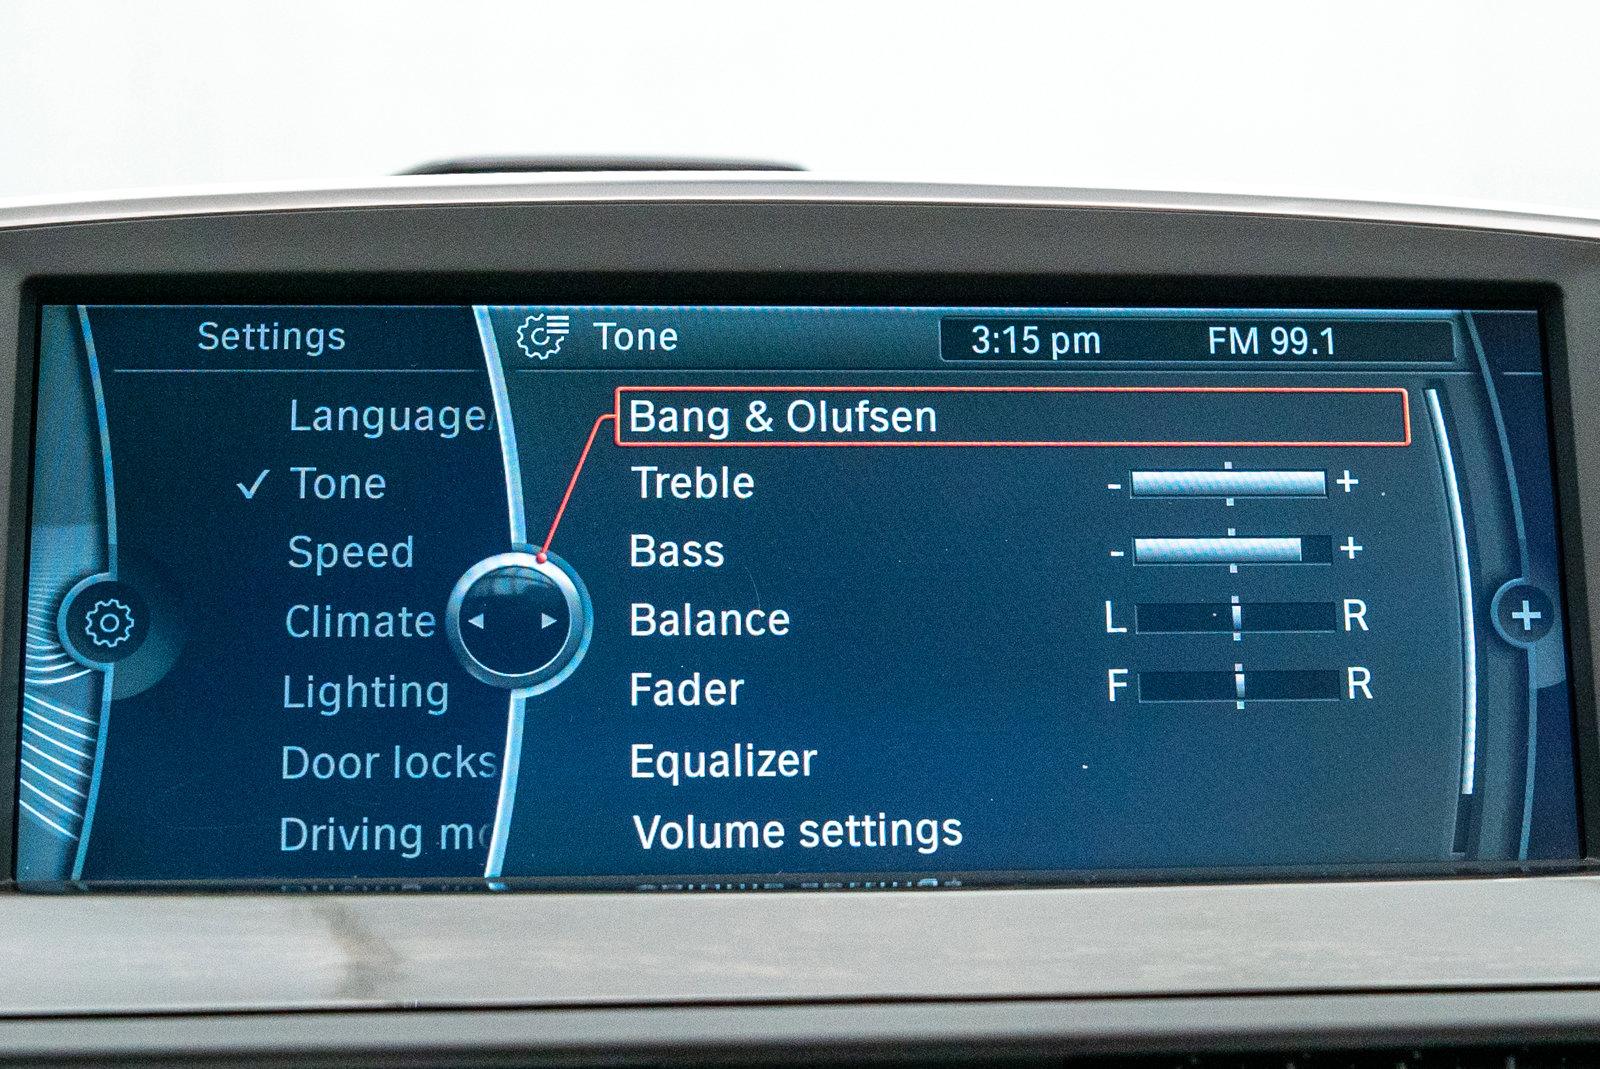 Settings
Tone
3:15 pm FM 99.1
Language/
Tone
Speed
Climate
Lighting
Door locks
Driving
Bang & Olufsen
Treble - +
Bass - +
Balance L R
Fader F R
Equalizer
Volume settings